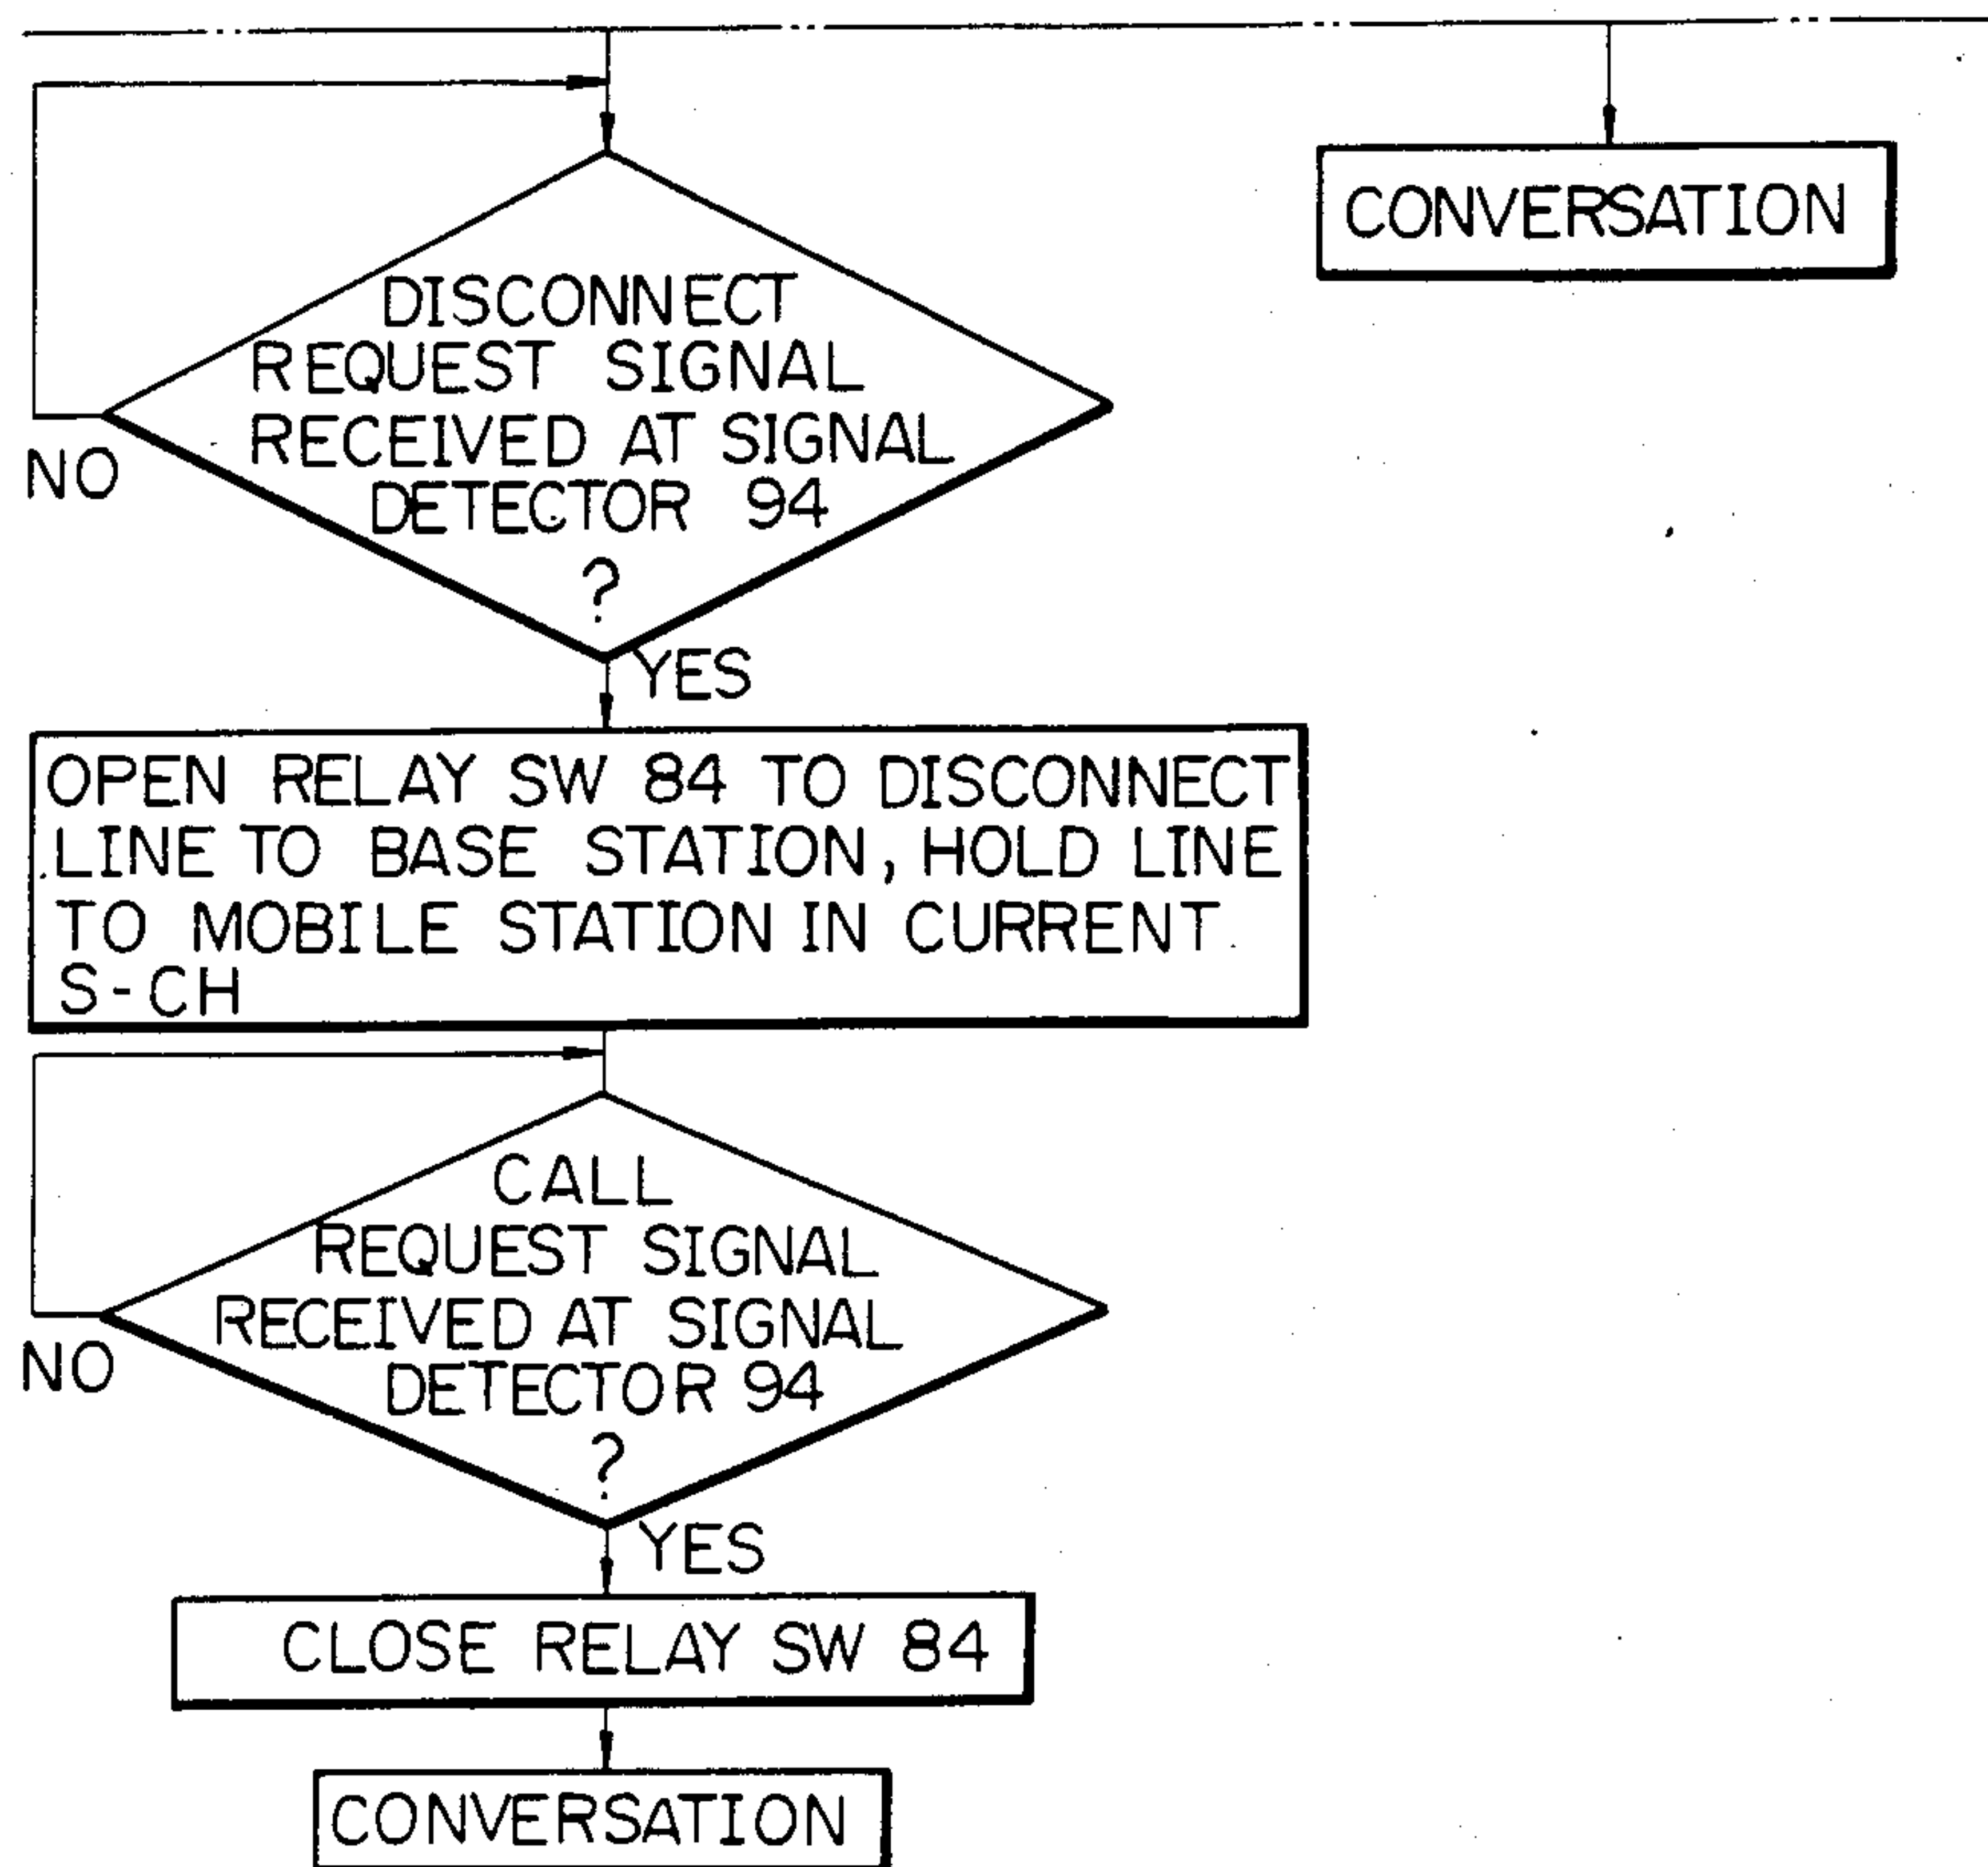 CONVERSATION
DISCONNECT
REQUEST SIGNAL
RECEIVED AT SIGNAL
DETECTOR 94
?
NO
YES
OPEN RELAY SW 84 TO DISCONNECT
LINE TO BASE STATION, HOLD LINE
TO MOBILE STATION IN CURRENT
S-CH
CALL
REQUEST SIGNAL
RECEIVED AT SIGNAL
DETECTOR 94
?
NO
YES
CLOSE RELAY SW 84
CONVERSATION